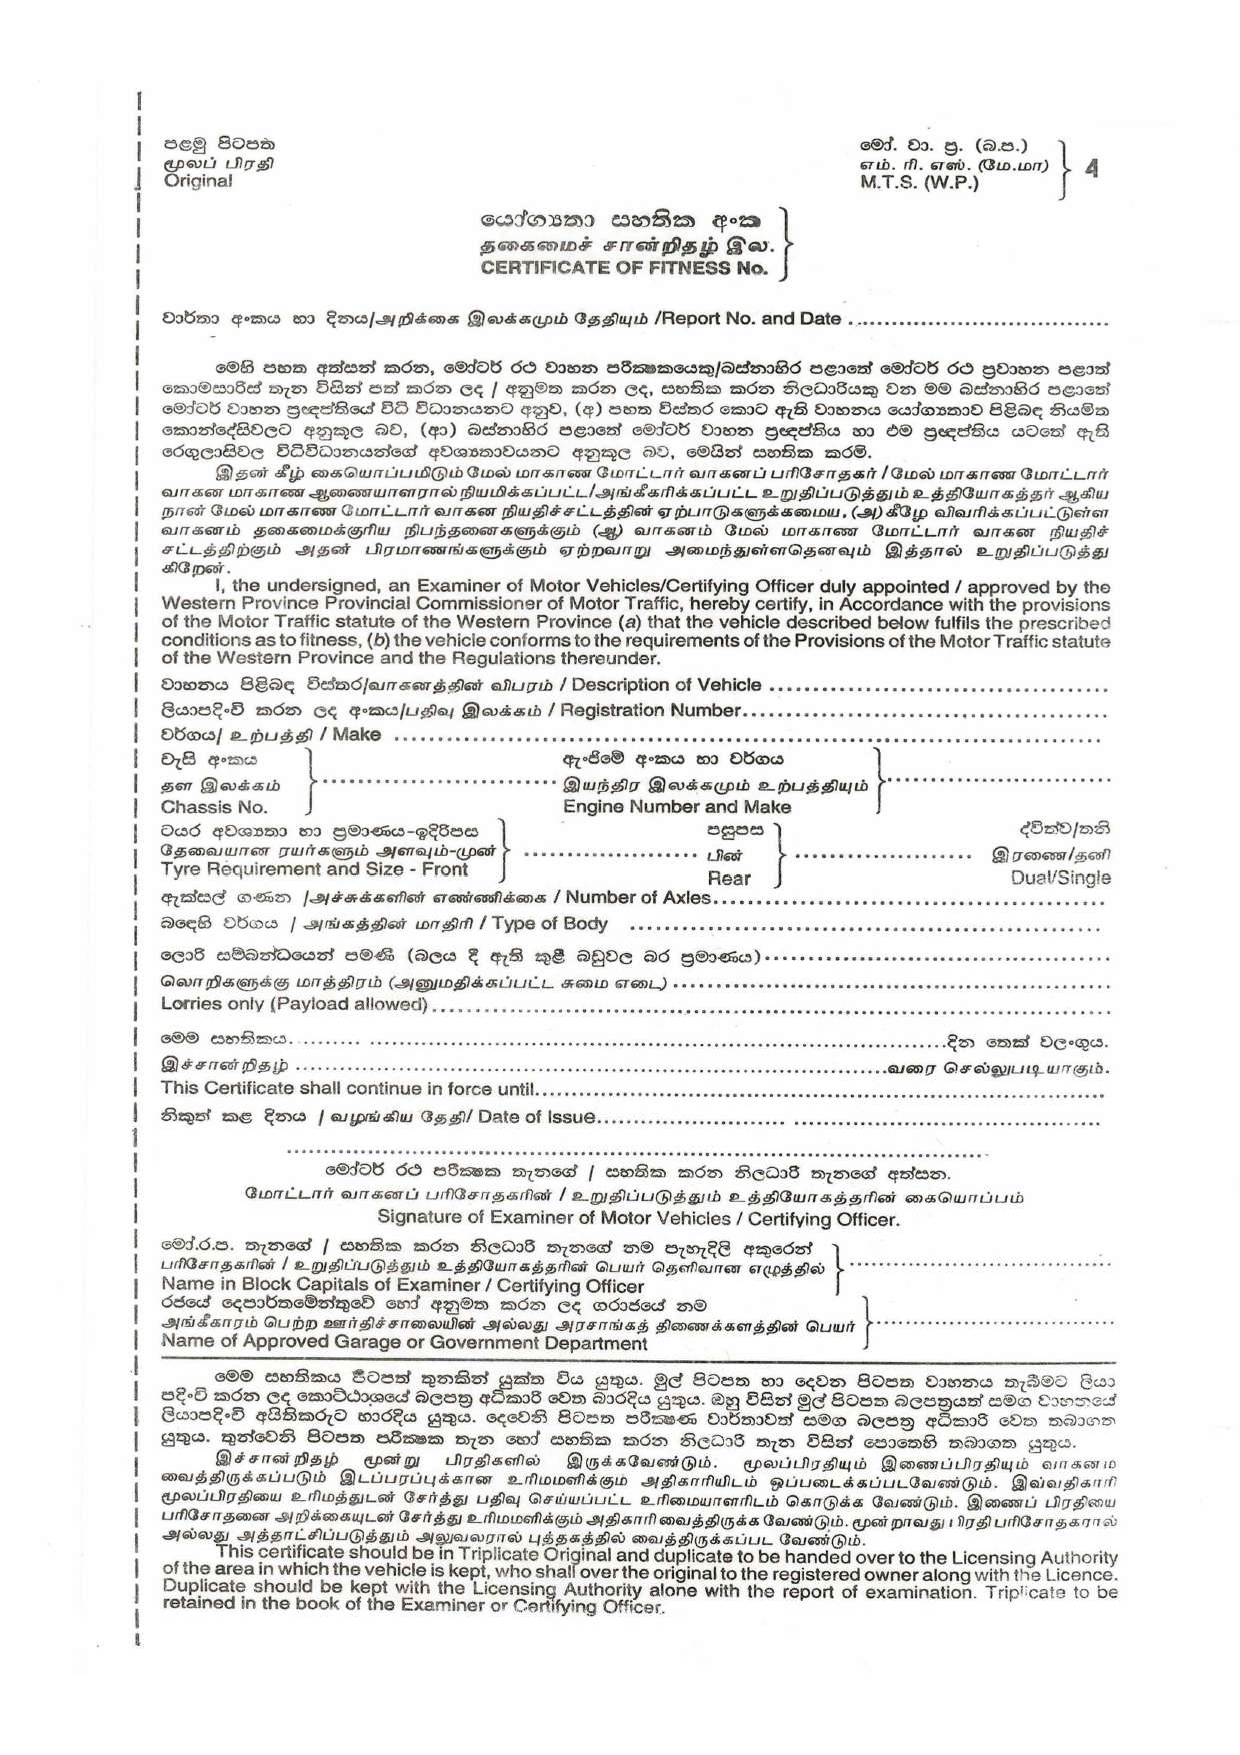 පළමු පිටපත
மூலப் பிரதி
Original
මෝ. වා. ප්‍ර. (බ.ප.)
எம். ரி. எஸ். (மே.மா)
M.T.S. (W.P.)
4
යෝග්‍යතා සහතික අංක
தகைமைச் சான்றிதழ் இல.
CERTIFICATE OF FITNESS No.
වාර්තා අංකය හා දිනය/அறிக்கை இலக்கமும் தேதியும் /Report No. and Date ..................................
මෙහි පහත අත්සන් කරන, මෝටර් රථ වාහන පරීක්‍ෂකයෙකු/බස්නාහිර පළාතේ මෝටර් රථ ප්‍රවාහන පළාත්
කොමසාරිස් තැන විසින් පත් කරන ලද / අනුමත කරන ලද, සහතික කරන නිලධාරියකු වන මම බස්නාහිර පළාතේ
මෝටර් වාහන ප්‍රඥප්තියේ විධි විධානයනට අනුව, (අ) පහත විස්තර කොට ඇති වාහනය යෝග්‍යතාව පිළිබඳ නියමිත
කොන්දේසිවලට අනුකූල බව, (ආ) බස්නාහිර පළාතේ මෝටර් වාහන ප්‍රඥප්තිය හා එම ප්‍රඥප්තිය යටතේ ඇති
රෙගුලාසිවල විධිවිධානයන්ගේ අවශ්‍යතාවයනට අනුකූල බව, මෙයින් සහතික කරමි.
இதன் கீழ் கையொப்பமிடும் மேல் மாகாண மோட்டார் வாகனப் பரிசோதகர் / மேல் மாகாண மோட்டார்
வாகன மாகாண ஆணையாளரால் நியமிக்கப்பட்ட/அங்கீகரிக்கப்பட்ட உறுதிப்படுத்தும் உத்தியோகத்தர் ஆகிய
நான் மேல் மாகாண மோட்டார் வாகன நியதிச்சட்டத்தின் ஏற்பாடுகளுக்கமைய, (அ) கீழே விவரிக்கப்பட்டுள்ள
வாகனம் தகைமைக்குரிய நிபந்தனைகளுக்கும் (ஆ) வாகனம் மேல் மாகாண மோட்டார் வாகன நியதிச்
சட்டத்திற்கும் அதன் பிரமாணங்களுக்கும் ஏற்றவாறு அமைந்துள்ளதெனவும் இத்தால் உறுதிப்படுத்து
கிறேன்.
I, the undersigned, an Examiner of Motor Vehicles/Certifying Officer duly appointed / approved by the
Western Province Provincial Commissioner of Motor Traffic, hereby certify, in Accordance with the provisions
of the Motor Traffic statute of the Western Province (a) that the vehicle described below fulfils the prescribed
conditions as to fitness, (b) the vehicle conforms to the requirements of the Provisions of the Motor Traffic statute
of the Western Province and the Regulations thereunder.
වාහනය පිළිබඳ විස්තර/வாகனத்தின் விபரம் / Description of Vehicle ..................................
ලියාපදිංචි කරන ලද අංකය/பதிவு இலக்கம் / Registration Number..................................
වර්ගය/ உற்பத்தி / Make ..................................
චැසි අංකය
தள இலக்கம்
Chassis No.
ඇංජිමේ අංකය හා වර්ගය
இயந்திர இலக்கமும் உற்பத்தியும்
Engine Number and Make
ටයර අවශ්‍යතා හා ප්‍රමාණය-ඉදිරිපස
தேவையான ரயர்களும் அளவும்-முன்
Tyre Requirement and Size - Front
පසුපස
பின்
Rear
ද්විත්ව/තනි
இரணை/தனி
Dual/Single
ඇක්සල් ගණන /அச்சுக்களின் எண்ணிக்கை / Number of Axles..................................
බඳෙහි වර්ගය / அங்கத்தின் மாதிரி / Type of Body ..................................
ලොරි සම්බන්ධයෙන් පමණි (බලය දී ඇති කුළී බඩුවල බර ප්‍රමාණය)..................................
லொறிகளுக்கு மாத்திரம் (அனுமதிக்கப்பட்ட சுமை எடை) ..................................
Lorries only (Payload allowed)..................................
මෙම සහතිකය.................................. දින තෙක් වලංගුය.
இச்சான்றிதழ் ..................................வரை செல்லுபடியாகும்.
This Certificate shall continue in force until..................................
නිකුත් කළ දිනය / வழங்கிய தேதி/ Date of Issue..................................
මෝටර් රථ පරීක්‍ෂක තැනගේ / සහතික කරන නිලධාරී තැනගේ අත්සන.
மோட்டார் வாகனப் பரிசோதகரின் / உறுதிப்படுத்தும் உத்தியோகத்தரின் கையொப்பம்
Signature of Examiner of Motor Vehicles / Certifying Officer.
මෝ.ර.ප. තැනගේ / සහතික කරන නිලධාරී තැනගේ නම පැහැදිලි අකුරෙන්
பரிசோதகரின் / உறுதிப்படுத்தும் உத்தியோகத்தரின் பெயர் தெளிவான எழுத்தில்
Name in Block Capitals of Examiner / Certifying Officer
රජයේ දෙපාර්තමේන්තුවේ හෝ අනුමත කරන ලද ගරාජයේ නම
அங்கீகாரம் பெற்ற ஊர்திச்சாலையின் அல்லது அரசாங்கத் திணைக்களத்தின் பெயர்
Name of Approved Garage or Government Department
මෙම සහතිකය පිටපත් තුනකින් යුක්ත විය යුතුය. මුල් පිටපත හා දෙවන පිටපත වාහනය තැබීමට ලියා
පදිංචි කරන ලද කොට්ඨාශයේ බලපත්‍ර අධිකාරී වෙත බාරදිය යුතුය. ඔහු විසින් මුල් පිටපත බලපත්‍රයත් සමග වාහනයේ
ලියාපදිංචි අයිතිකරුට භාරදිය යුතුය. දෙවෙනි පිටපත පරීක්‍ෂණ වාර්තාවත් සමග බලපත්‍ර අධිකාරී වෙත තබාගත
යුතුය. තුන්වෙනි පිටපත පරීක්‍ෂක තැන හෝ සහතික කරන නිලධාරී තැන විසින් පොතෙහි තබාගත යුතුය.
இச்சான்றிதழ் மூன்று பிரதிகளில் இருக்கவேண்டும். மூலப்பிரதியும் இணைப்பிரதியும் வாகனம்
வைத்திருக்கப்படும் இடப்பரப்புக்கான உரிமமளிக்கும் அதிகாரியிடம் ஒப்படைக்கப்படவேண்டும். இவ்வதிகாரி
மூலப்பிரதியை உரிமத்துடன் சேர்த்து பதிவு செய்யப்பட்ட உரிமையாளரிடம் கொடுக்க வேண்டும். இணைப் பிரதியை
பரிசோதனை அறிக்கையுடன் சேர்த்து உரிமமளிக்கும் அதிகாரி வைத்திருக்க வேண்டும். மூன்றாவது பிரதி பரிசோதகரால்
அல்லது அத்தாட்சிப்படுத்தும் அலுவலரால் புத்தகத்தில் வைத்திருக்கப்பட வேண்டும்.
This certificate should be in Triplicate Original and duplicate to be handed over to the Licensing Authority
of the area in which the vehicle is kept, who shall over the original to the registered owner along with the Licence.
Duplicate should be kept with the Licensing Authority alone with the report of examination. Triplicate to be
retained in the book of the Examiner or Certifying Officer.